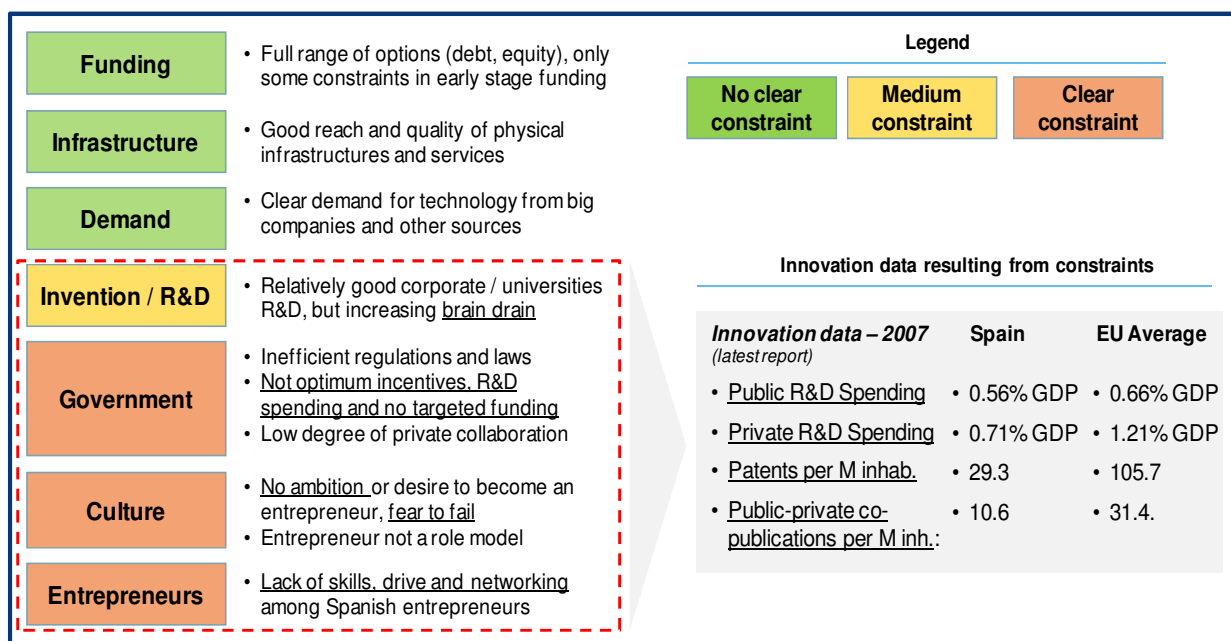 Funding
• Full range of options (debt, equity), only
some constraints in early stage funding
Infrastructure
• Good reach and quality of physical
infrastructures and services
Demand
• Clear demand for technology from big
companies and other sources
Invention / R&D
• Relatively good corporate / universities
R&D, but increasing brain drain
Government
• Inefficient regulations and laws
• Not optimum incentives, R&D
spending and no targeted funding
• Low degree of private collaboration
Culture
• No ambition or desire to become an
entrepreneur, fear to fail
• Entrepreneur not a role model
Entrepreneurs
• Lack of skills, drive and networking
among Spanish entrepreneurs
Legend
No clear
constraint
Medium
constraint
Clear
constraint
Innovation data resulting from constraints
Innovation data – 2007 Spain EU Average
(latest report)
• Public R&D Spending • 0.56% GDP • 0.66% GDP
• Private R&D Spending • 0.71% GDP • 1.21% GDP
• Patents per M inhab. • 29.3 • 105.7
• Public-private co- • 10.6 • 31.4.
publications per M inh.: